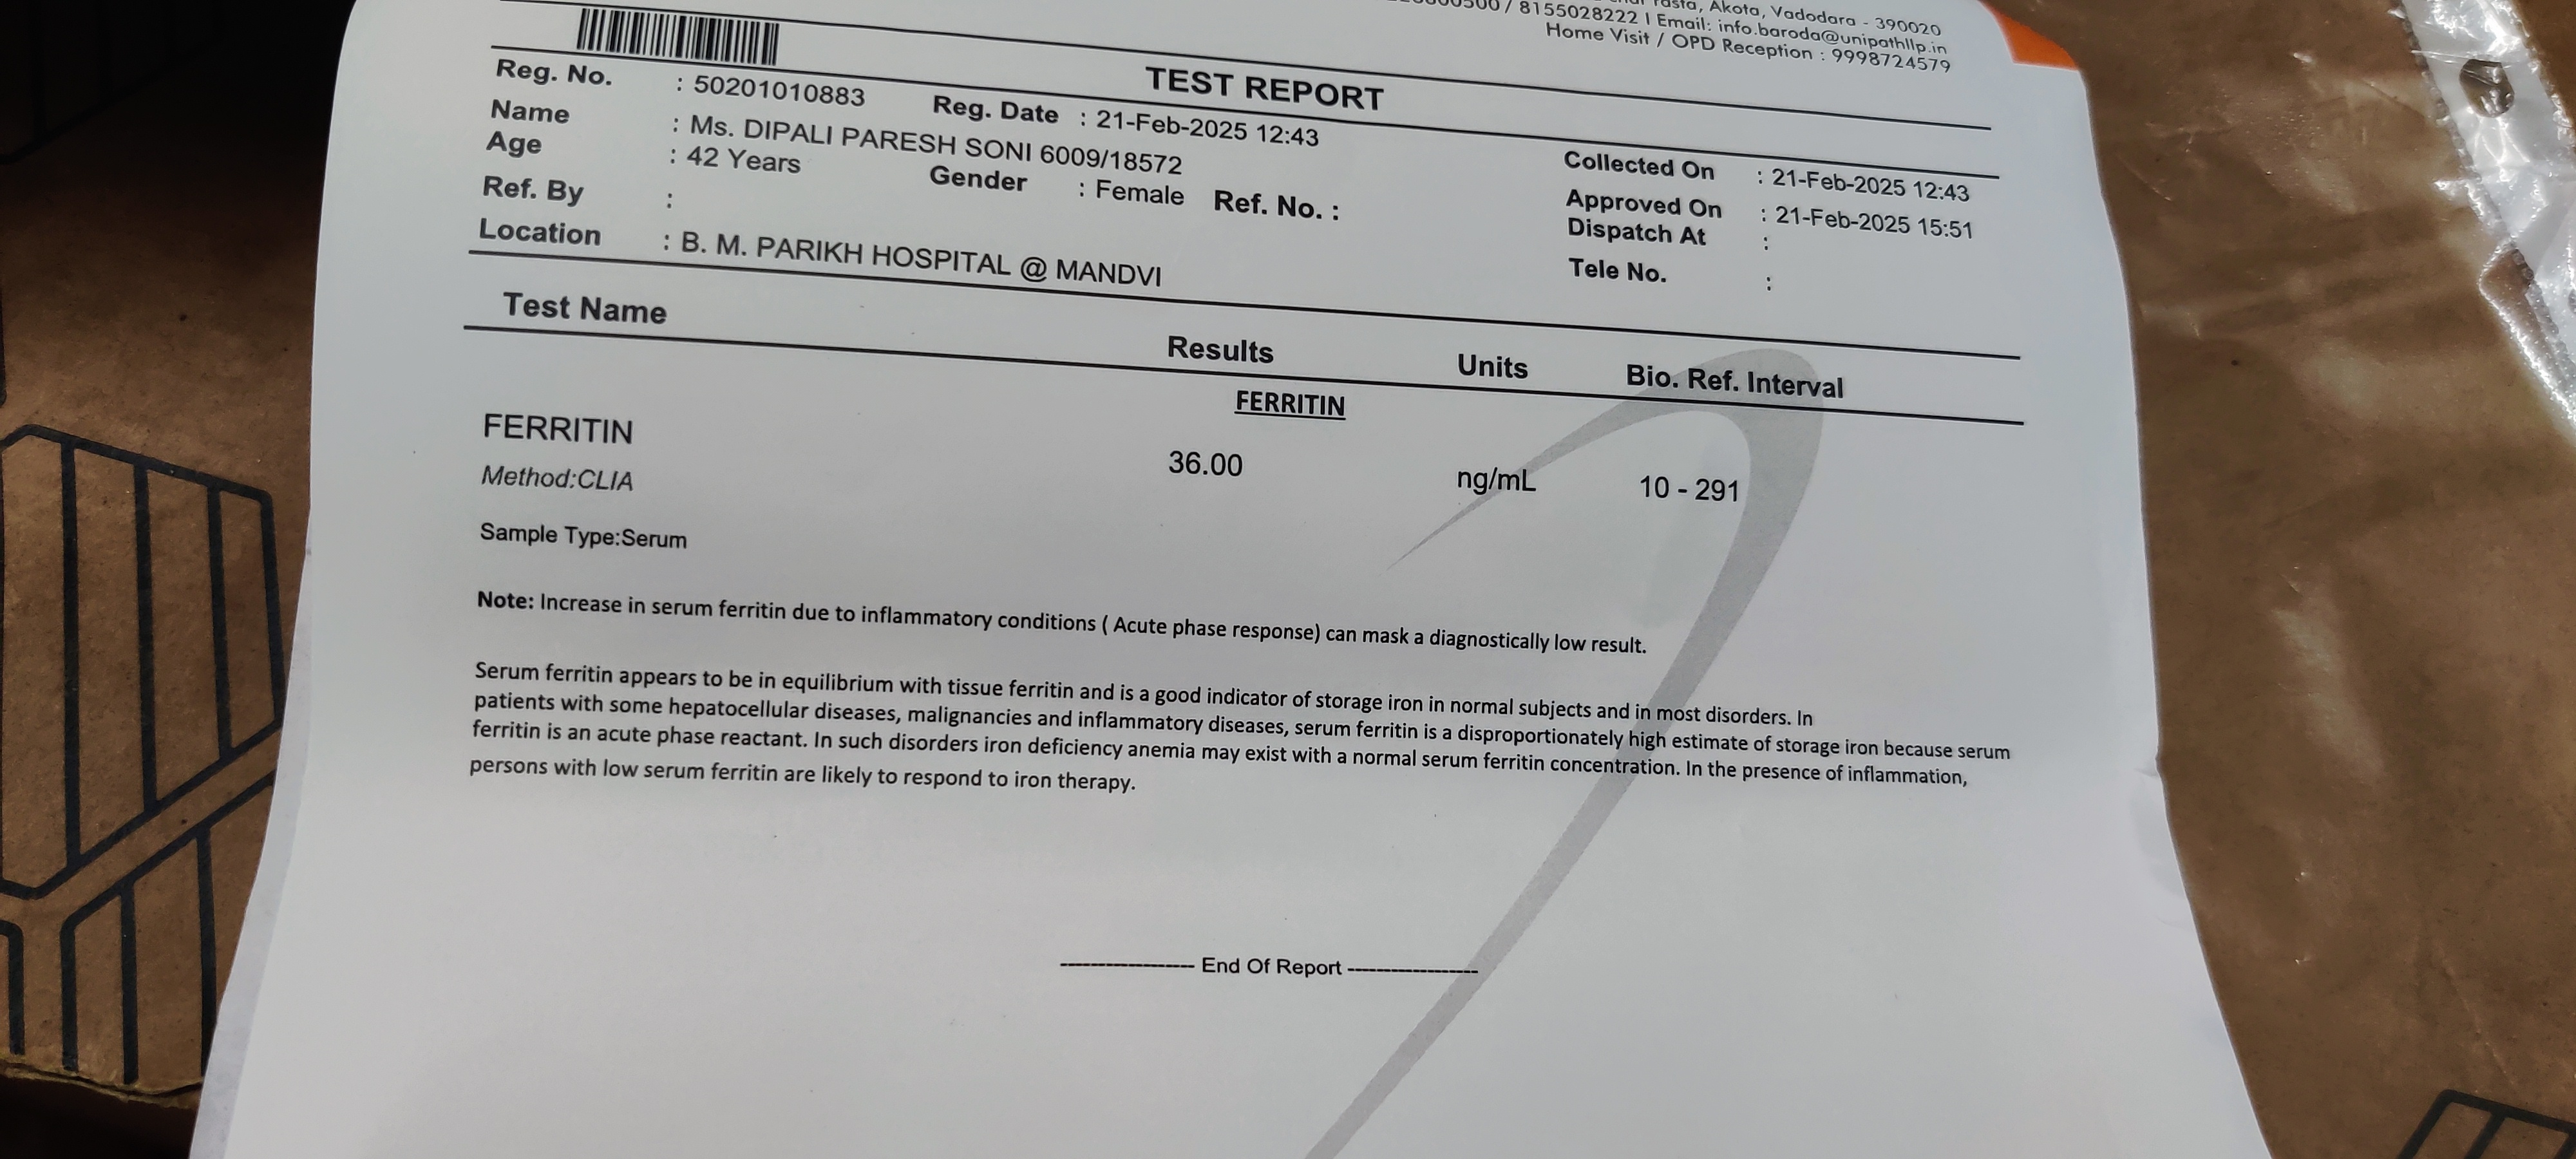 Rasta, Akota, Vadodara - 390020
/ 8155028222 | Email: info.baroda@unipathllp.in
Home Visit / OPD Reception : 9998724579
TEST REPORT
Reg. No. : 50201010883 Reg. Date : 21-Feb-2025 12:43 Collected On : 21-Feb-2025 12:43
Name : Ms. DIPALI PARESH SONI 6009/18572 Approved On : 21-Feb-2025 15:51
Age : 42 Years Gender : Female Ref. No. : Dispatch At :
Ref. By : Tele No. :
Location : B. M. PARIKH HOSPITAL @ MANDVI
Test Name Results Units Bio. Ref. Interval
FERRITIN
FERRITIN 36.00 ng/mL 10 - 291
Method:CLIA
Sample Type:Serum
Note: Increase in serum ferritin due to inflammatory conditions ( Acute phase response) can mask a diagnostically low result.
Serum ferritin appears to be in equilibrium with tissue ferritin and is a good indicator of storage iron in normal subjects and in most disorders. In
patients with some hepatocellular diseases, malignancies and inflammatory diseases, serum ferritin is a disproportionately high estimate of storage iron because serum
ferritin is an acute phase reactant. In such disorders iron deficiency anemia may exist with a normal serum ferritin concentration. In the presence of inflammation,
persons with low serum ferritin are likely to respond to iron therapy.
------------------ End Of Report ------------------